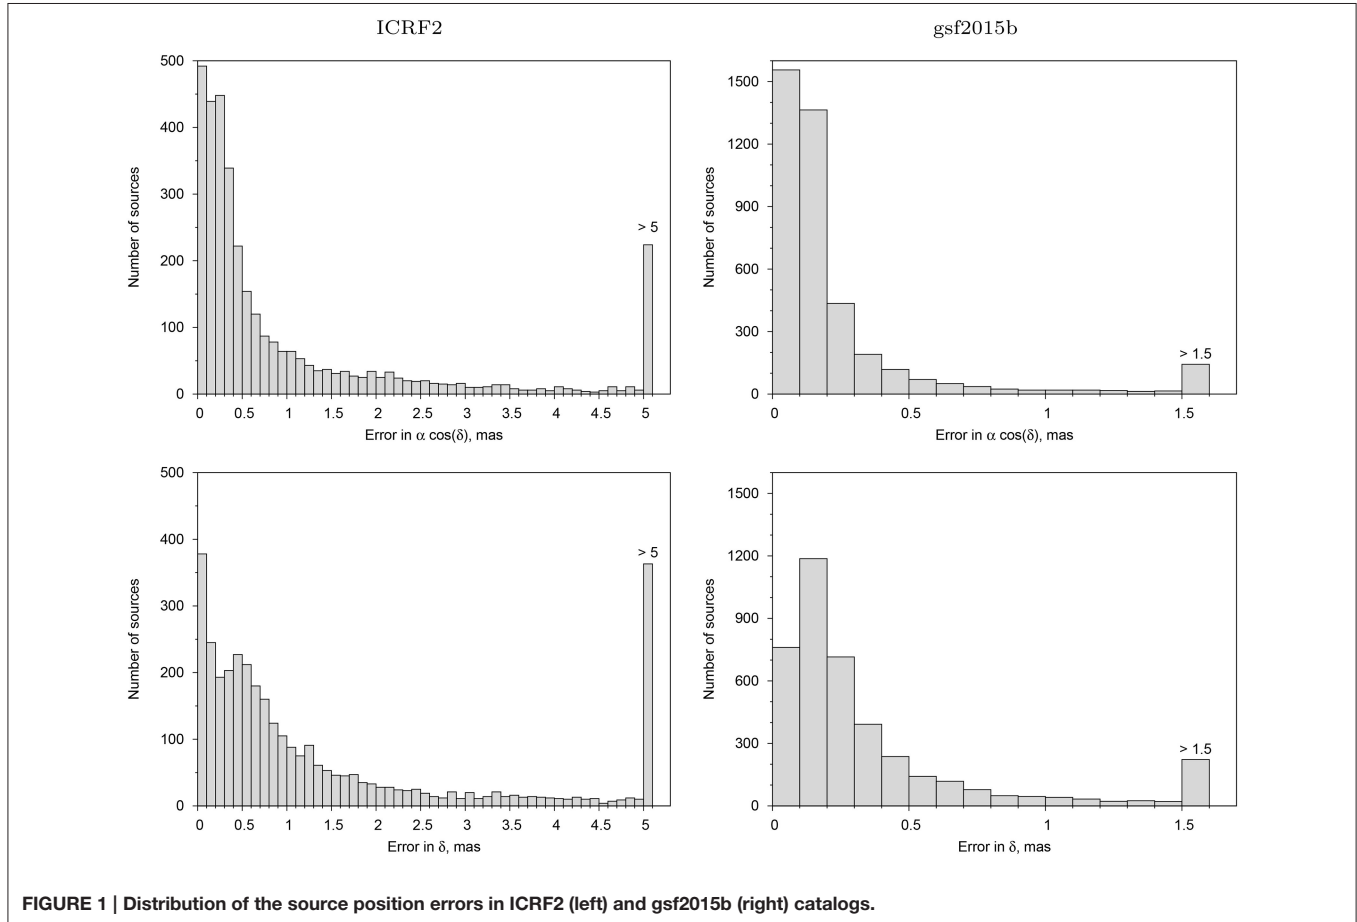 ICRF2
gsf2015b
500
400
300
200
100
0
Number of sources
> 5
0 0.5 1 1.5 2 2.5 3 3.5 4 4.5 5
Error in α cos(δ), mas
1500
1200
900
600
300
0
Number of sources
> 1.5
0 0.5 1 1.5
Error in α cos(δ), mas
500
400
300
200
100
0
Number of sources
> 5
0 0.5 1 1.5 2 2.5 3 3.5 4 4.5 5
Error in δ, mas
1500
1200
900
600
300
0
Number of sources
> 1.5
0 0.5 1 1.5
Error in δ, mas
FIGURE 1 | Distribution of the source position errors in ICRF2 (left) and gsf2015b (right) catalogs.